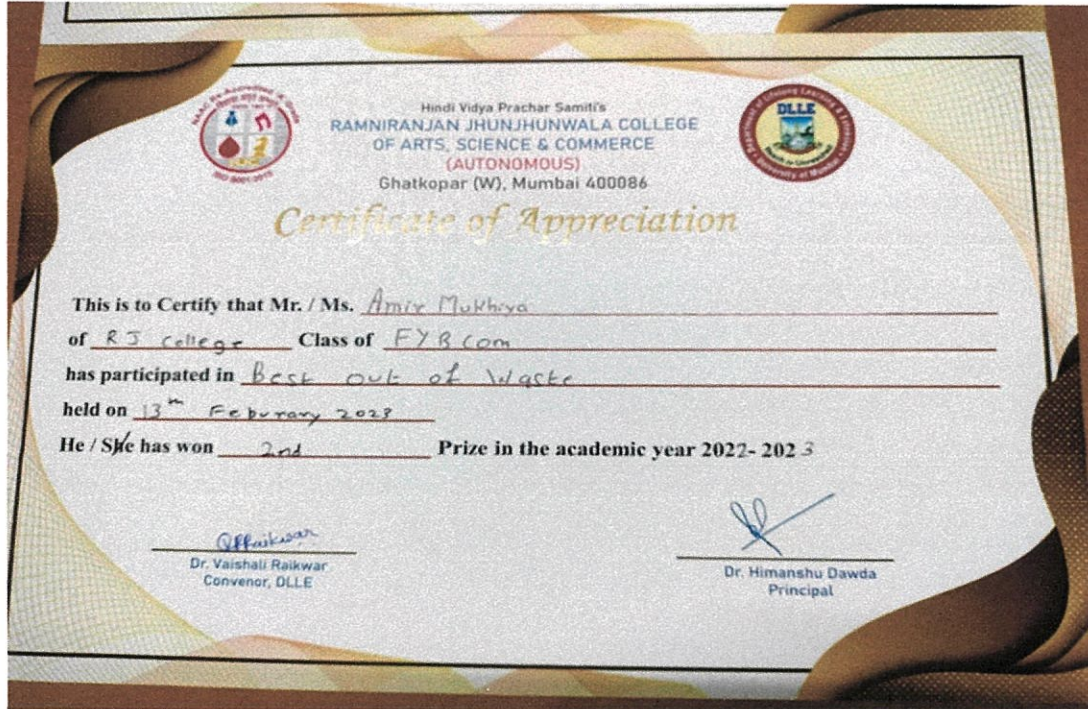 Hindi Vidya Prachar Samiti's
RAMNIRANJAN JHUNJHUNWALA COLLEGE
OF ARTS, SCIENCE & COMMERCE
(AUTONOMOUS)
Ghatkopar (W), Mumbai 400086
DLLE
Certificate of Appreciation
This is to Certify that Mr. / Ms. Amir Mukhiya
of R J College Class of FYB Com
has participated in Best out of Waste
held on 13th Feburary 2023
He / She has won 2nd Prize in the academic year 2022-2023
Dr. Vaishali Raikwar
Convenor, DLLE
Dr. Himanshu Dawda
Principal